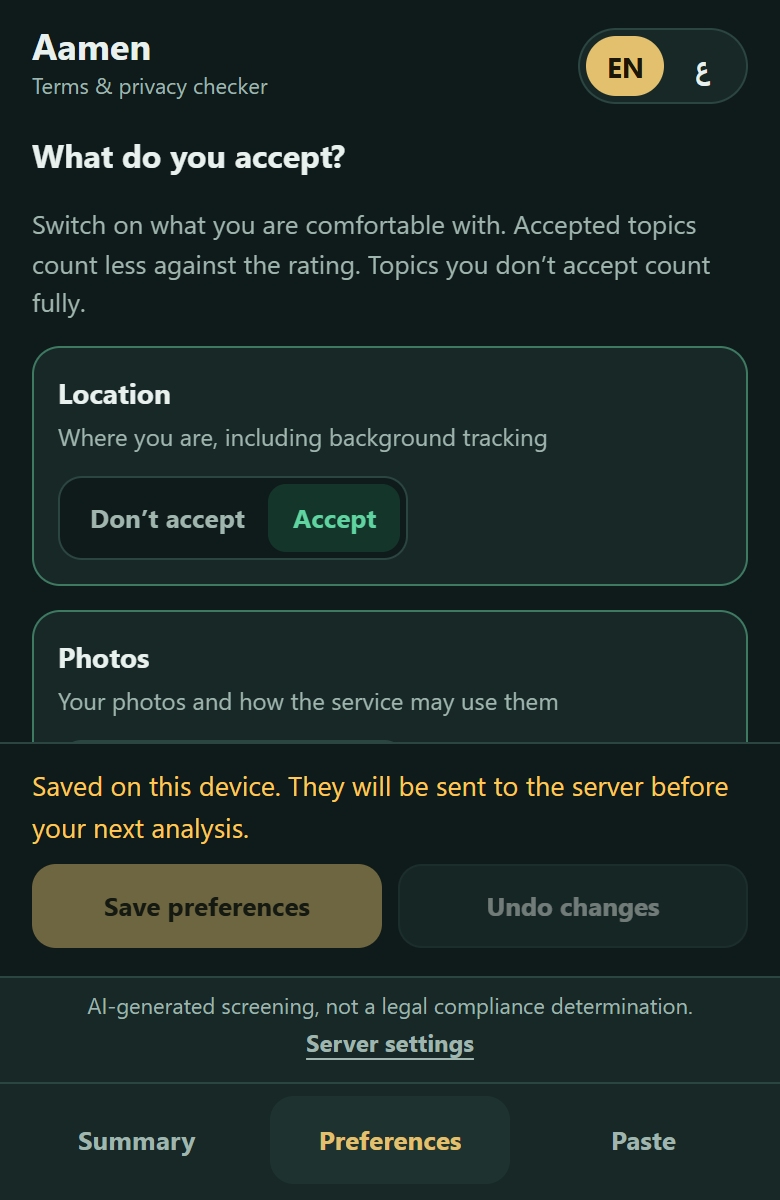 Aamen
Terms & privacy checker
EN
ع
What do you accept?
Switch on what you are comfortable with. Accepted topics
count less against the rating. Topics you don’t accept count
fully.
Location
Where you are, including background tracking
Don’t accept
Accept
Photos
Your photos and how the service may use them
Saved on this device. They will be sent to the server before
your next analysis.
Save preferences
Undo changes
AI-generated screening, not a legal compliance determination.
Server settings
Summary
Preferences
Paste